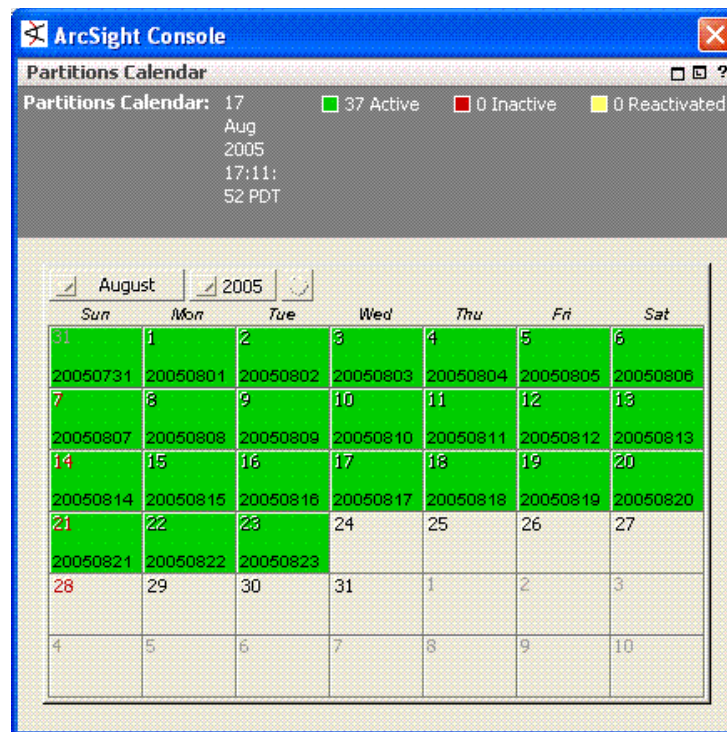 ArcSight Console
Partitions Calendar
Partitions Calendar: 17 Aug 2005 17:11:52 PDT 37 Active 0 Inactive 0 Reactivated
August 2005
Sun Mon Tue Wed Thu Fri Sat
31 1 2 3 4 5 6
20050731 20050801 20050802 20050803 20050804 20050805 20050806
7 8 9 10 11 12 13
20050807 20050808 20050809 20050810 20050811 20050812 20050813
14 15 16 17 18 19 20
20050814 20050815 20050816 20050817 20050818 20050819 20050820
21 22 23 24 25 26 27
20050821 20050822 20050823
28 29 30 31 1 2 3
4 5 6 7 8 9 10